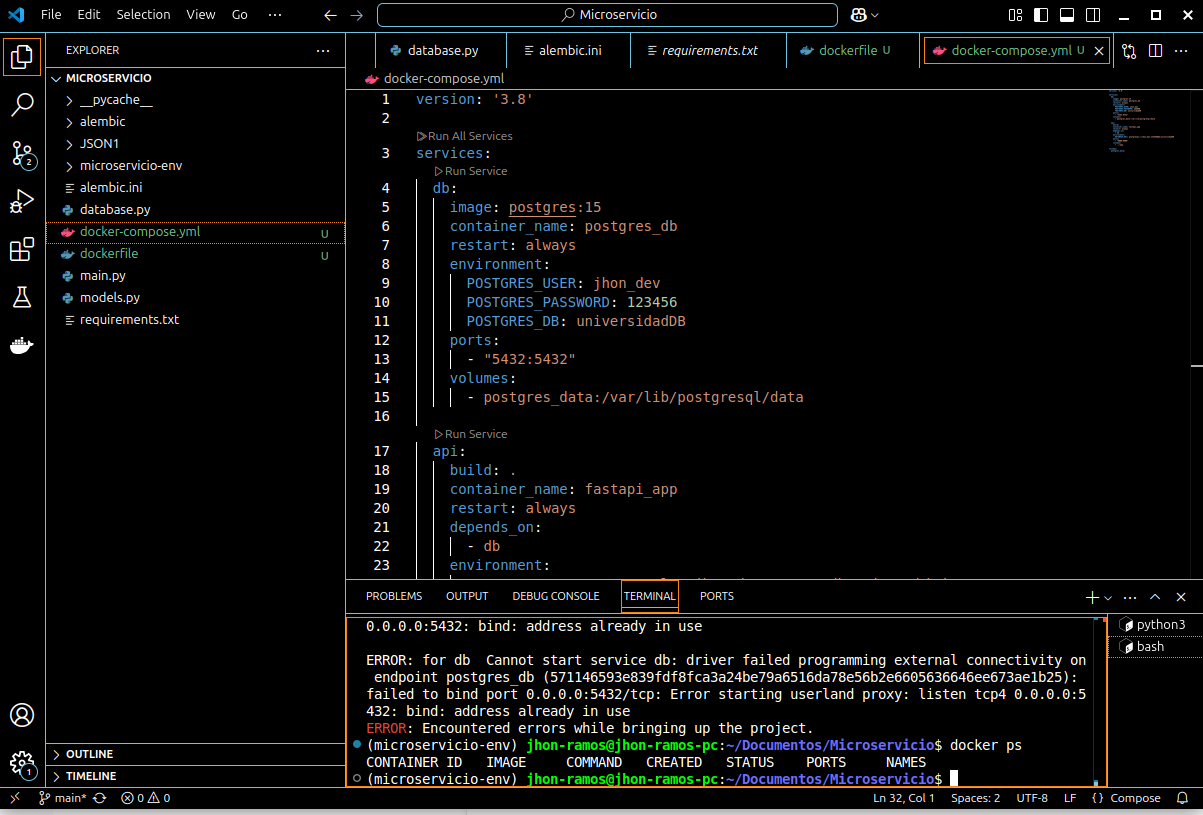 File Edit Selection View Go ··· Microservicio
EXPLORER ···
MICROSERVICIO
__pycache__
alembic
JSON1
microservicio-env
alembic.ini
database.py
docker-compose.yml U
dockerfile U
main.py
models.py
requirements.txt
OUTLINE
TIMELINE
2
1
database.py alembic.ini requirements.txt dockerfile U docker-compose.yml U
docker-compose.yml
1 version: '3.8'
2
Run All Services
3 services:
Run Service
4 db:
5 image: postgres:15
6 container_name: postgres_db
7 restart: always
8 environment:
9 POSTGRES_USER: jhon_dev
10 POSTGRES_PASSWORD: 123456
11 POSTGRES_DB: universidadDB
12 ports:
13 - "5432:5432"
14 volumes:
15 - postgres_data:/var/lib/postgresql/data
16
Run Service
17 api:
18 build: .
19 container_name: fastapi_app
20 restart: always
21 depends_on:
22 - db
23 environment:
PROBLEMS OUTPUT DEBUG CONSOLE TERMINAL PORTS
0.0.0.0:5432: bind: address already in use
ERROR: for db  Cannot start service db: driver failed programming external connectivity on
endpoint postgres_db (571146593e839fdf8fca3a24be79a6516da78e56b2e6605636646ee673ae1b25):
failed to bind port 0.0.0.0:5432/tcp: Error starting userland proxy: listen tcp4 0.0.0.0:5
432: bind: address already in use
ERROR: Encountered errors while bringing up the project.
(microservicio-env) jhon-ramos@jhon-ramos-pc:~/Documentos/Microservicio$ docker ps
CONTAINER ID   IMAGE     COMMAND   CREATED   STATUS    PORTS     NAMES
(microservicio-env) jhon-ramos@jhon-ramos-pc:~/Documentos/Microservicio$
python3
bash
main* 0 0 Ln 32, Col 1 Spaces: 2 UTF-8 LF {} Compose